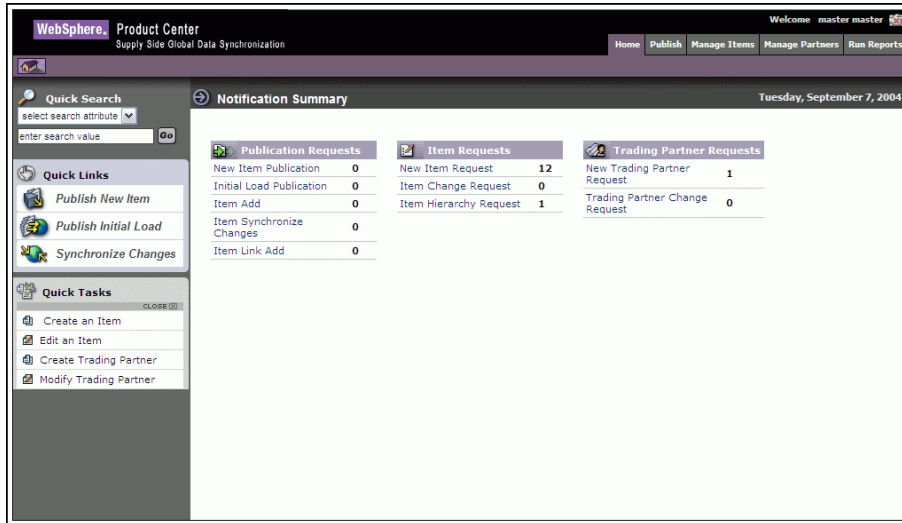 WebSphere. Product Center
Supply Side Global Data Synchronization
Welcome master master
Home Publish Manage Items Manage Partners Run Reports
Quick Search
select search attribute
enter search value Go
Quick Links
Publish New Item
Publish Initial Load
Synchronize Changes
Quick Tasks
CLOSE
Create an Item
Edit an Item
Create Trading Partner
Modify Trading Partner
Notification Summary Tuesday, September 7, 2004
Publication Requests
New Item Publication 0
Initial Load Publication 0
Item Add 0
Item Synchronize
Changes 0
Item Link Add 0
Item Requests
New Item Request 12
Item Change Request 0
Item Hierarchy Request 1
Trading Partner Requests
New Trading Partner
Request 1
Trading Partner Change
Request 0